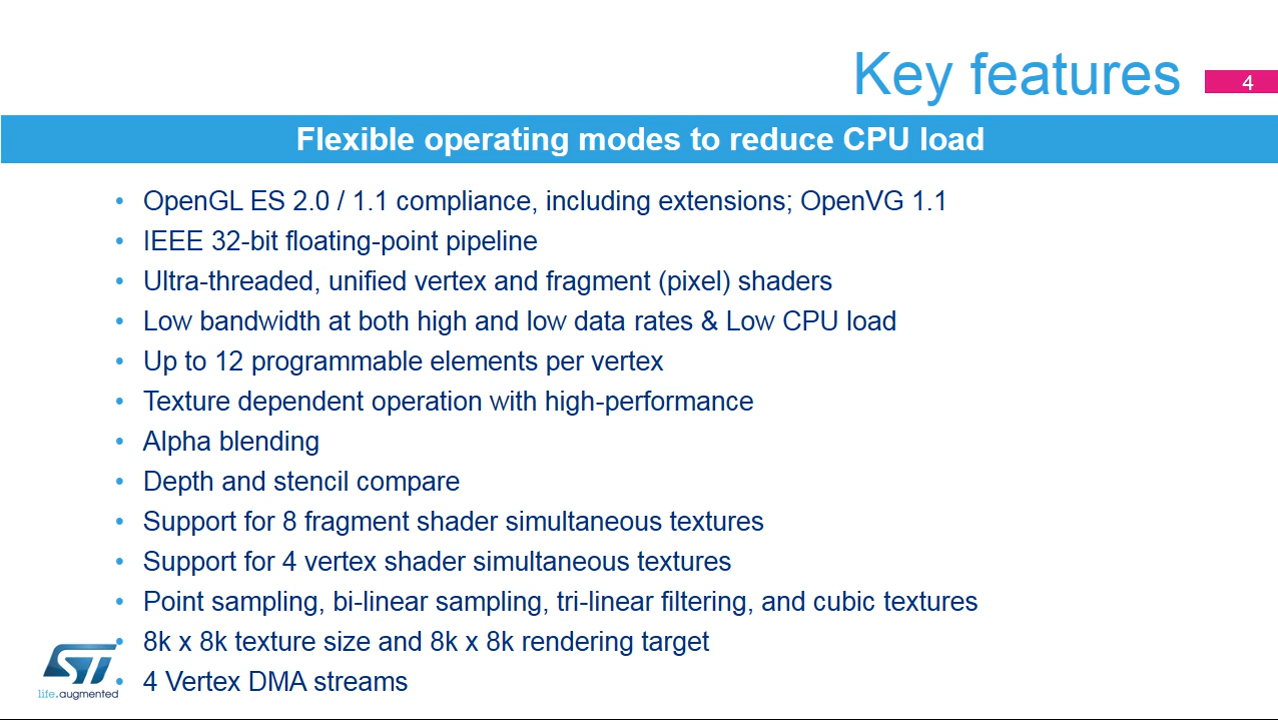 Key features
4
Flexible operating modes to reduce CPU load
• OpenGL ES 2.0 / 1.1 compliance, including extensions; OpenVG 1.1
• IEEE 32-bit floating-point pipeline
• Ultra-threaded, unified vertex and fragment (pixel) shaders
• Low bandwidth at both high and low data rates & Low CPU load
• Up to 12 programmable elements per vertex
• Texture dependent operation with high-performance
• Alpha blending
• Depth and stencil compare
• Support for 8 fragment shader simultaneous textures
• Support for 4 vertex shader simultaneous textures
• Point sampling, bi-linear sampling, tri-linear filtering, and cubic textures
• 8k x 8k texture size and 8k x 8k rendering target
• 4 Vertex DMA streams
ST
life.augmented